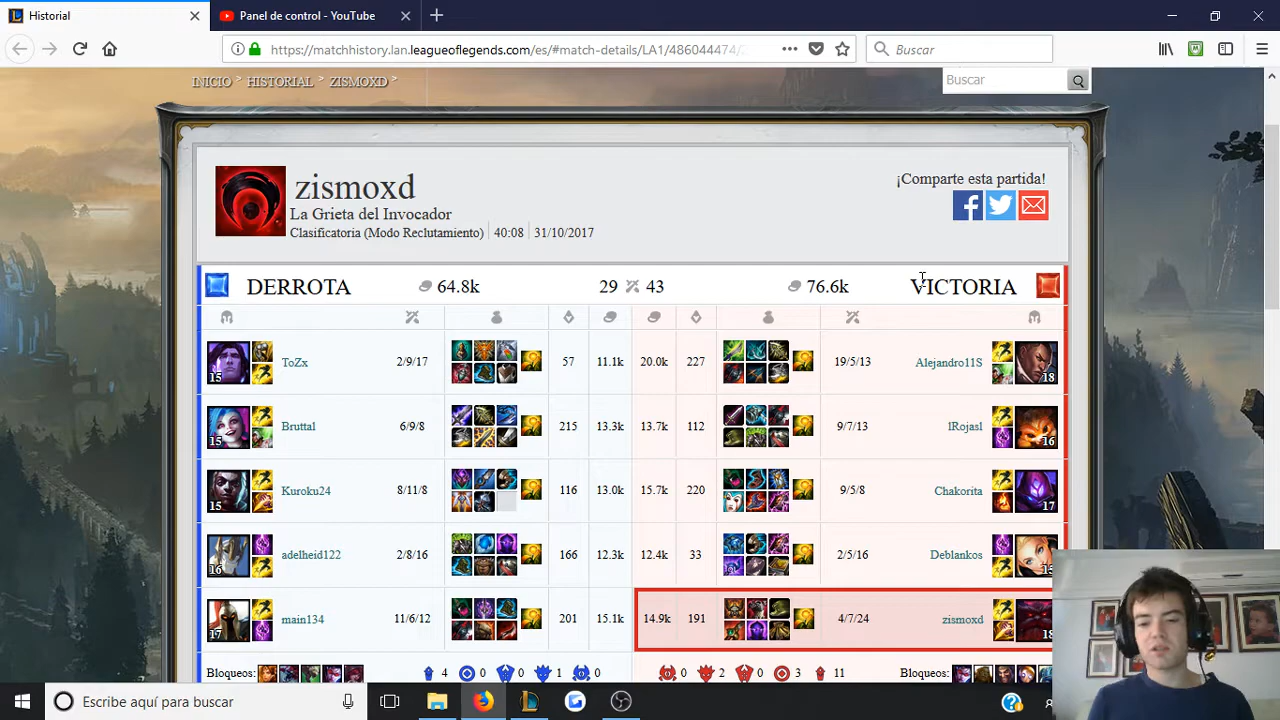 Historial
Panel de control - YouTube
https://matchhistory.lan.leagueoflegends.com/es/#match-details/LA1/486044474/
Buscar
INICIO > HISTORIAL > ZISMOXD >
Buscar
zismoxd
La Grieta del Invocador
Clasificatoria (Modo Reclutamiento) 40:08 31/10/2017
¡Comparte esta partida!
DERROTA 64.8k 29 43 76.6k VICTORIA
15 ToZx 2/9/17 57 11.1k 20.0k 227 19/5/13 Alejandro11S 18
15 Bruttal 6/9/8 215 13.3k 13.7k 112 9/7/13 lRojasl 16
15 Kuroku24 8/11/8 116 13.0k 15.7k 220 9/5/8 Chakorita 17
15 adelheid122 2/8/16 166 12.3k 12.4k 33 2/5/16 Deblankos
17 main134 11/6/12 201 15.1k 14.9k 191 4/7/24 zismoxd 18
Bloqueos: 4 0 0 1 0 0 2 0 3 11 Bloqueos:
Escribe aquí para buscar